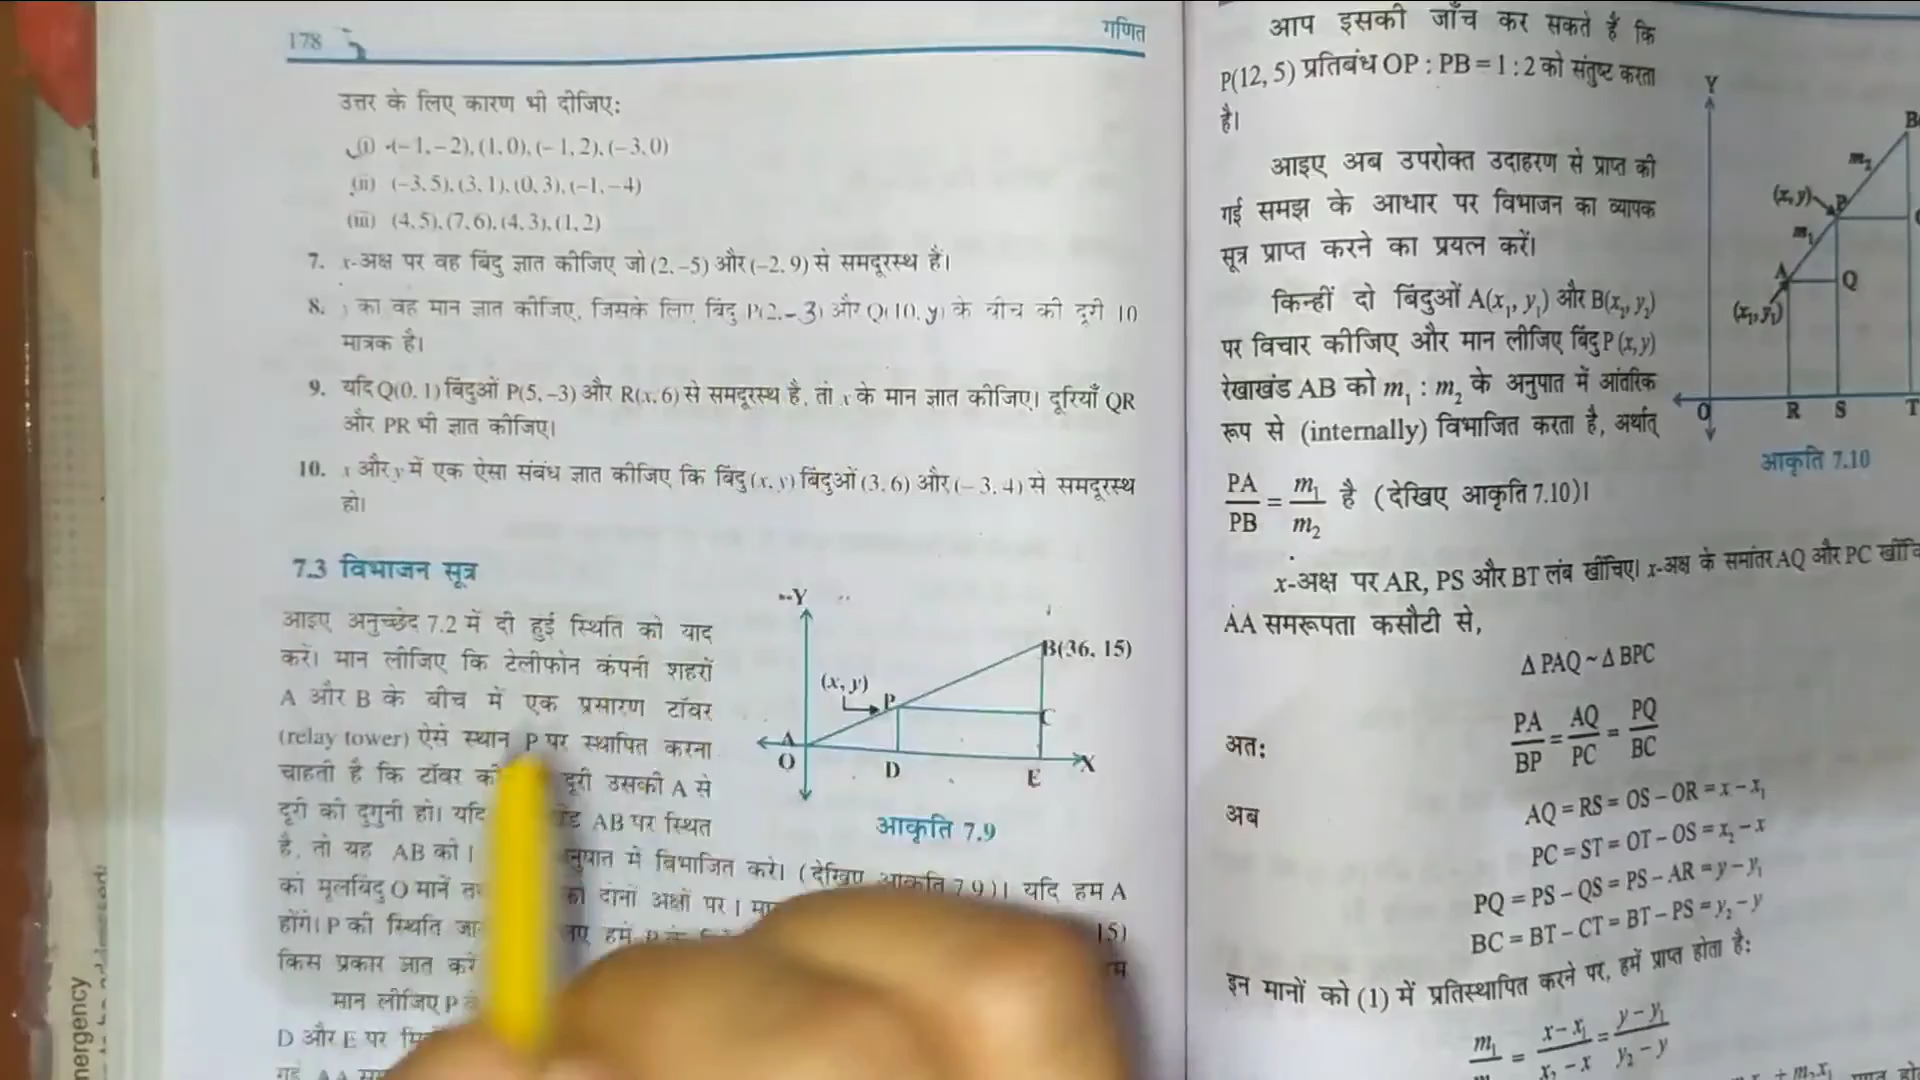 178
गणित
उत्तर के लिए कारण भी दीजिए:
(i) (– 1, – 2), (1, 0), (– 1, 2), (– 3, 0)
(ii) (–3, 5), (3, 1), (0, 3), (–1, – 4)
(iii) (4, 5), (7, 6), (4, 3), (1, 2)
7. x-अक्ष पर वह बिंदु ज्ञात कीजिए जो (2, –5) और (–2, 9) से समदूरस्थ है।
8. का वह मान ज्ञात कीजिए, जिसके लिए बिंदु P(2, – 3) और Q(10, y) के बीच की दूरी 10
मात्रक है।
9. यदि Q(0, 1) बिंदुओं P(5, –3) और R(x, 6) से समदूरस्थ है, तो x के मान ज्ञात कीजिए। दूरियाँ QR
और PR भी ज्ञात कीजिए।
10. x और y में एक ऐसा संबंध ज्ञात कीजिए कि बिंदु (x, y) बिंदुओं (3, 6) और (– 3, 4) से समदूरस्थ
हो।
7.3 विभाजन सूत्र
आइए अनुच्छेद 7.2 में दी हुई स्थिति को याद
करें। मान लीजिए कि टेलीफोन कंपनी शहरों
A और B के बीच में एक प्रसारण टॉवर
(relay tower) ऐसे स्थान P पर स्थापित करना
चाहती है कि टॉवर की दूरी उसकी A से
दूरी की दुगुनी हो। यदि AB पर स्थित
है, तो यह AB को में विभाजित करे। (देखिए आकृति 7.9)। यदि हम A
को मूलबिंदु O मानें को दोनों अक्षों पर
होंगे। P की स्थिति हमें 15)
किस प्रकार ज्ञात करें
मान लीजिए P
D और E पर
Y
B(36, 15)
(x, y)
P
C
A
O
D
E
X
आकृति 7.9
आप इसकी जाँच कर सकते हैं कि
P(12, 5) प्रतिबंध OP : PB = 1 : 2 को संतुष्ट करता
है।
आइए अब उपरोक्त उदाहरण से प्राप्त की
गई समझ के आधार पर विभाजन का व्यापक
सूत्र प्राप्त करने का प्रयत्न करें।
किन्हीं दो बिंदुओं A(x₁, y₁) और B(x₂, y₂)
पर विचार कीजिए और मान लीजिए बिंदु P (x, y)
रेखाखंड AB को m₁ : m₂ के अनुपात में आंतरिक
रूप से (internally) विभाजित करता है, अर्थात्
PA/PB = m₁/m₂ है (देखिए आकृति 7.10)।
Y
B
m₂
(x, y)
P
m₁
A
Q
(x₁, y₁)
O
R
S
T
आकृति 7.10
x-अक्ष पर AR, PS और BT लंब खींचिए। x-अक्ष के समांतर AQ और PC
AA समरूपता कसौटी से,
Δ PAQ ~ Δ BPC
अत: PA/BP = AQ/PC = PQ/BC
अब AQ = RS = OS – OR = x – x₁
PC = ST = OT – OS = x₂ – x
PQ = PS – QS = PS – AR = y – y₁
BC = BT – CT = BT – PS = y₂ – y
इन मानों को (1) में प्रतिस्थापित करने पर, हमें प्राप्त होता है:
m₁ = x – x₁/x₂ – x = y – y₁/y₂ – y